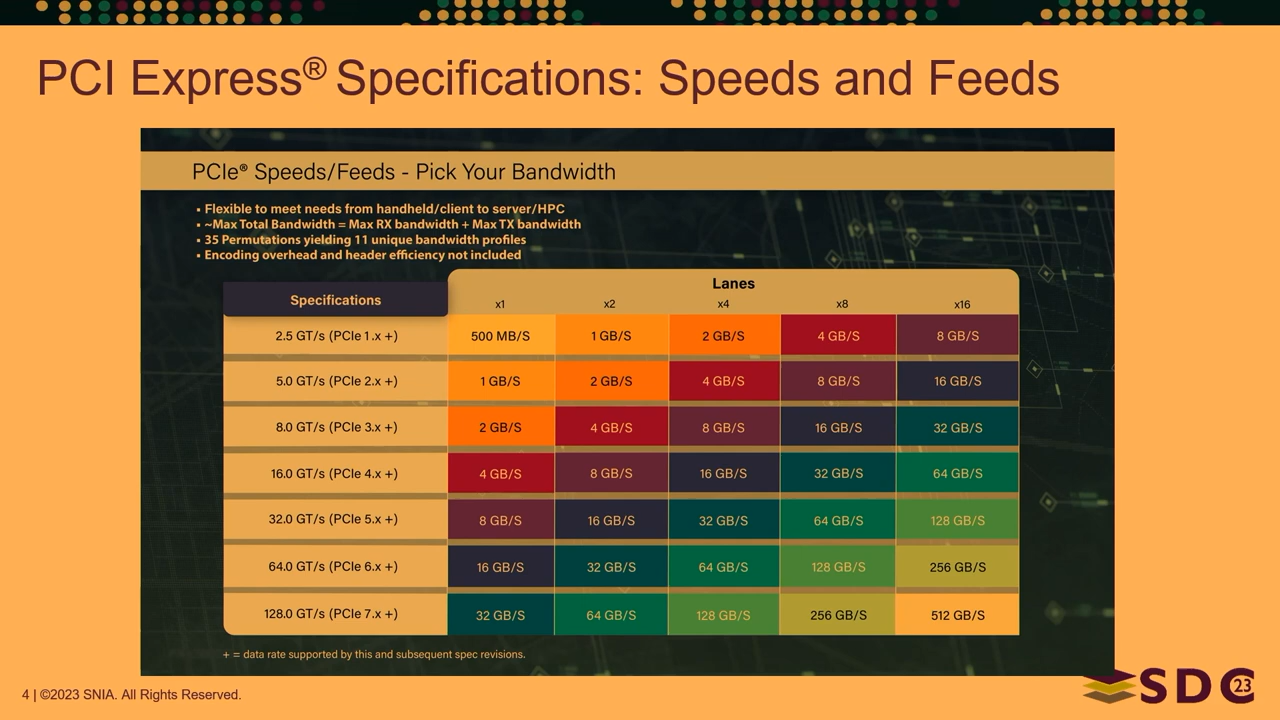 PCI Express® Specifications: Speeds and Feeds
PCIe® Speeds/Feeds - Pick Your Bandwidth
▪ Flexible to meet needs from handheld/client to server/HPC
▪ ~Max Total Bandwidth = Max RX bandwidth + Max TX bandwidth
▪ 35 Permutations yielding 11 unique bandwidth profiles
▪ Encoding overhead and header efficiency not included
Lanes
Specifications x1 x2 x4 x8 x16
2.5 GT/s (PCIe 1.x +) 500 MB/S 1 GB/S 2 GB/S 4 GB/S 8 GB/S
5.0 GT/s (PCIe 2.x +) 1 GB/S 2 GB/S 4 GB/S 8 GB/S 16 GB/S
8.0 GT/s (PCIe 3.x +) 2 GB/S 4 GB/S 8 GB/S 16 GB/S 32 GB/S
16.0 GT/s (PCIe 4.x +) 4 GB/S 8 GB/S 16 GB/S 32 GB/S 64 GB/S
32.0 GT/s (PCIe 5.x +) 8 GB/S 16 GB/S 32 GB/S 64 GB/S 128 GB/S
64.0 GT/s (PCIe 6.x +) 16 GB/S 32 GB/S 64 GB/S 128 GB/S 256 GB/S
128.0 GT/s (PCIe 7.x +) 32 GB/S 64 GB/S 128 GB/S 256 GB/S 512 GB/S
+ = data rate supported by this and subsequent spec revisions.
4 | ©2023 SNIA. All Rights Reserved.
SDC 23